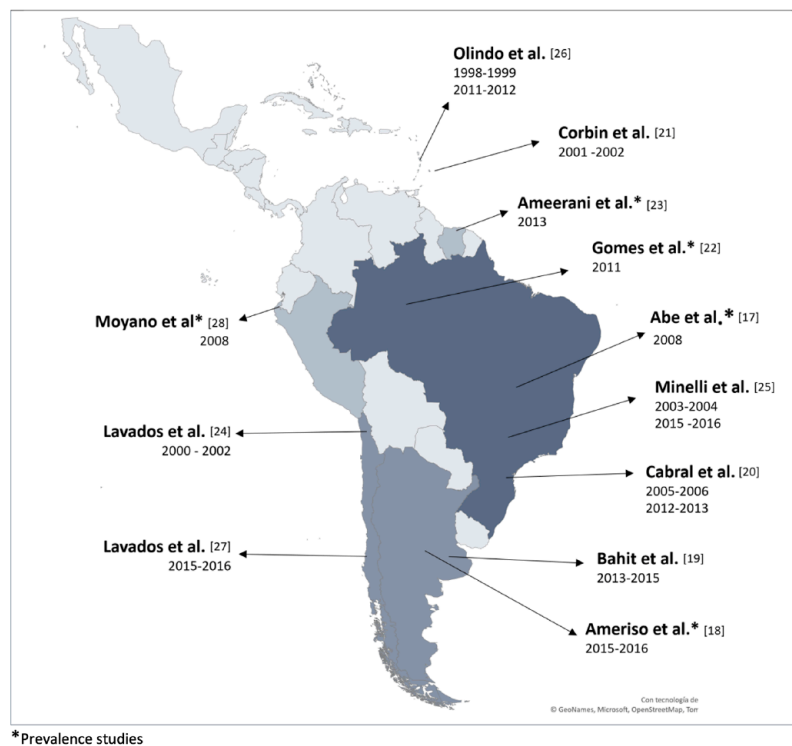 Olindo et al. [26]
1998-1999
2011-2012
Corbin et al. [21]
2001 -2002
Ameerani et al.* [23]
2013
Gomes et al.* [22]
2011
Moyano et al* [28]
2008
Abe et al.* [17]
2008
Minelli et al. [25]
2003-2004
2015 -2016
Lavados et al. [24]
2000 - 2002
Cabral et al. [20]
2005-2006
2012-2013
Lavados et al. [27]
2015-2016
Bahit et al. [19]
2013-2015
Ameriso et al.* [18]
2015-2016
Con tecnología de
© GeoNames, Microsoft, OpenStreetMap, Tom
*Prevalence studies